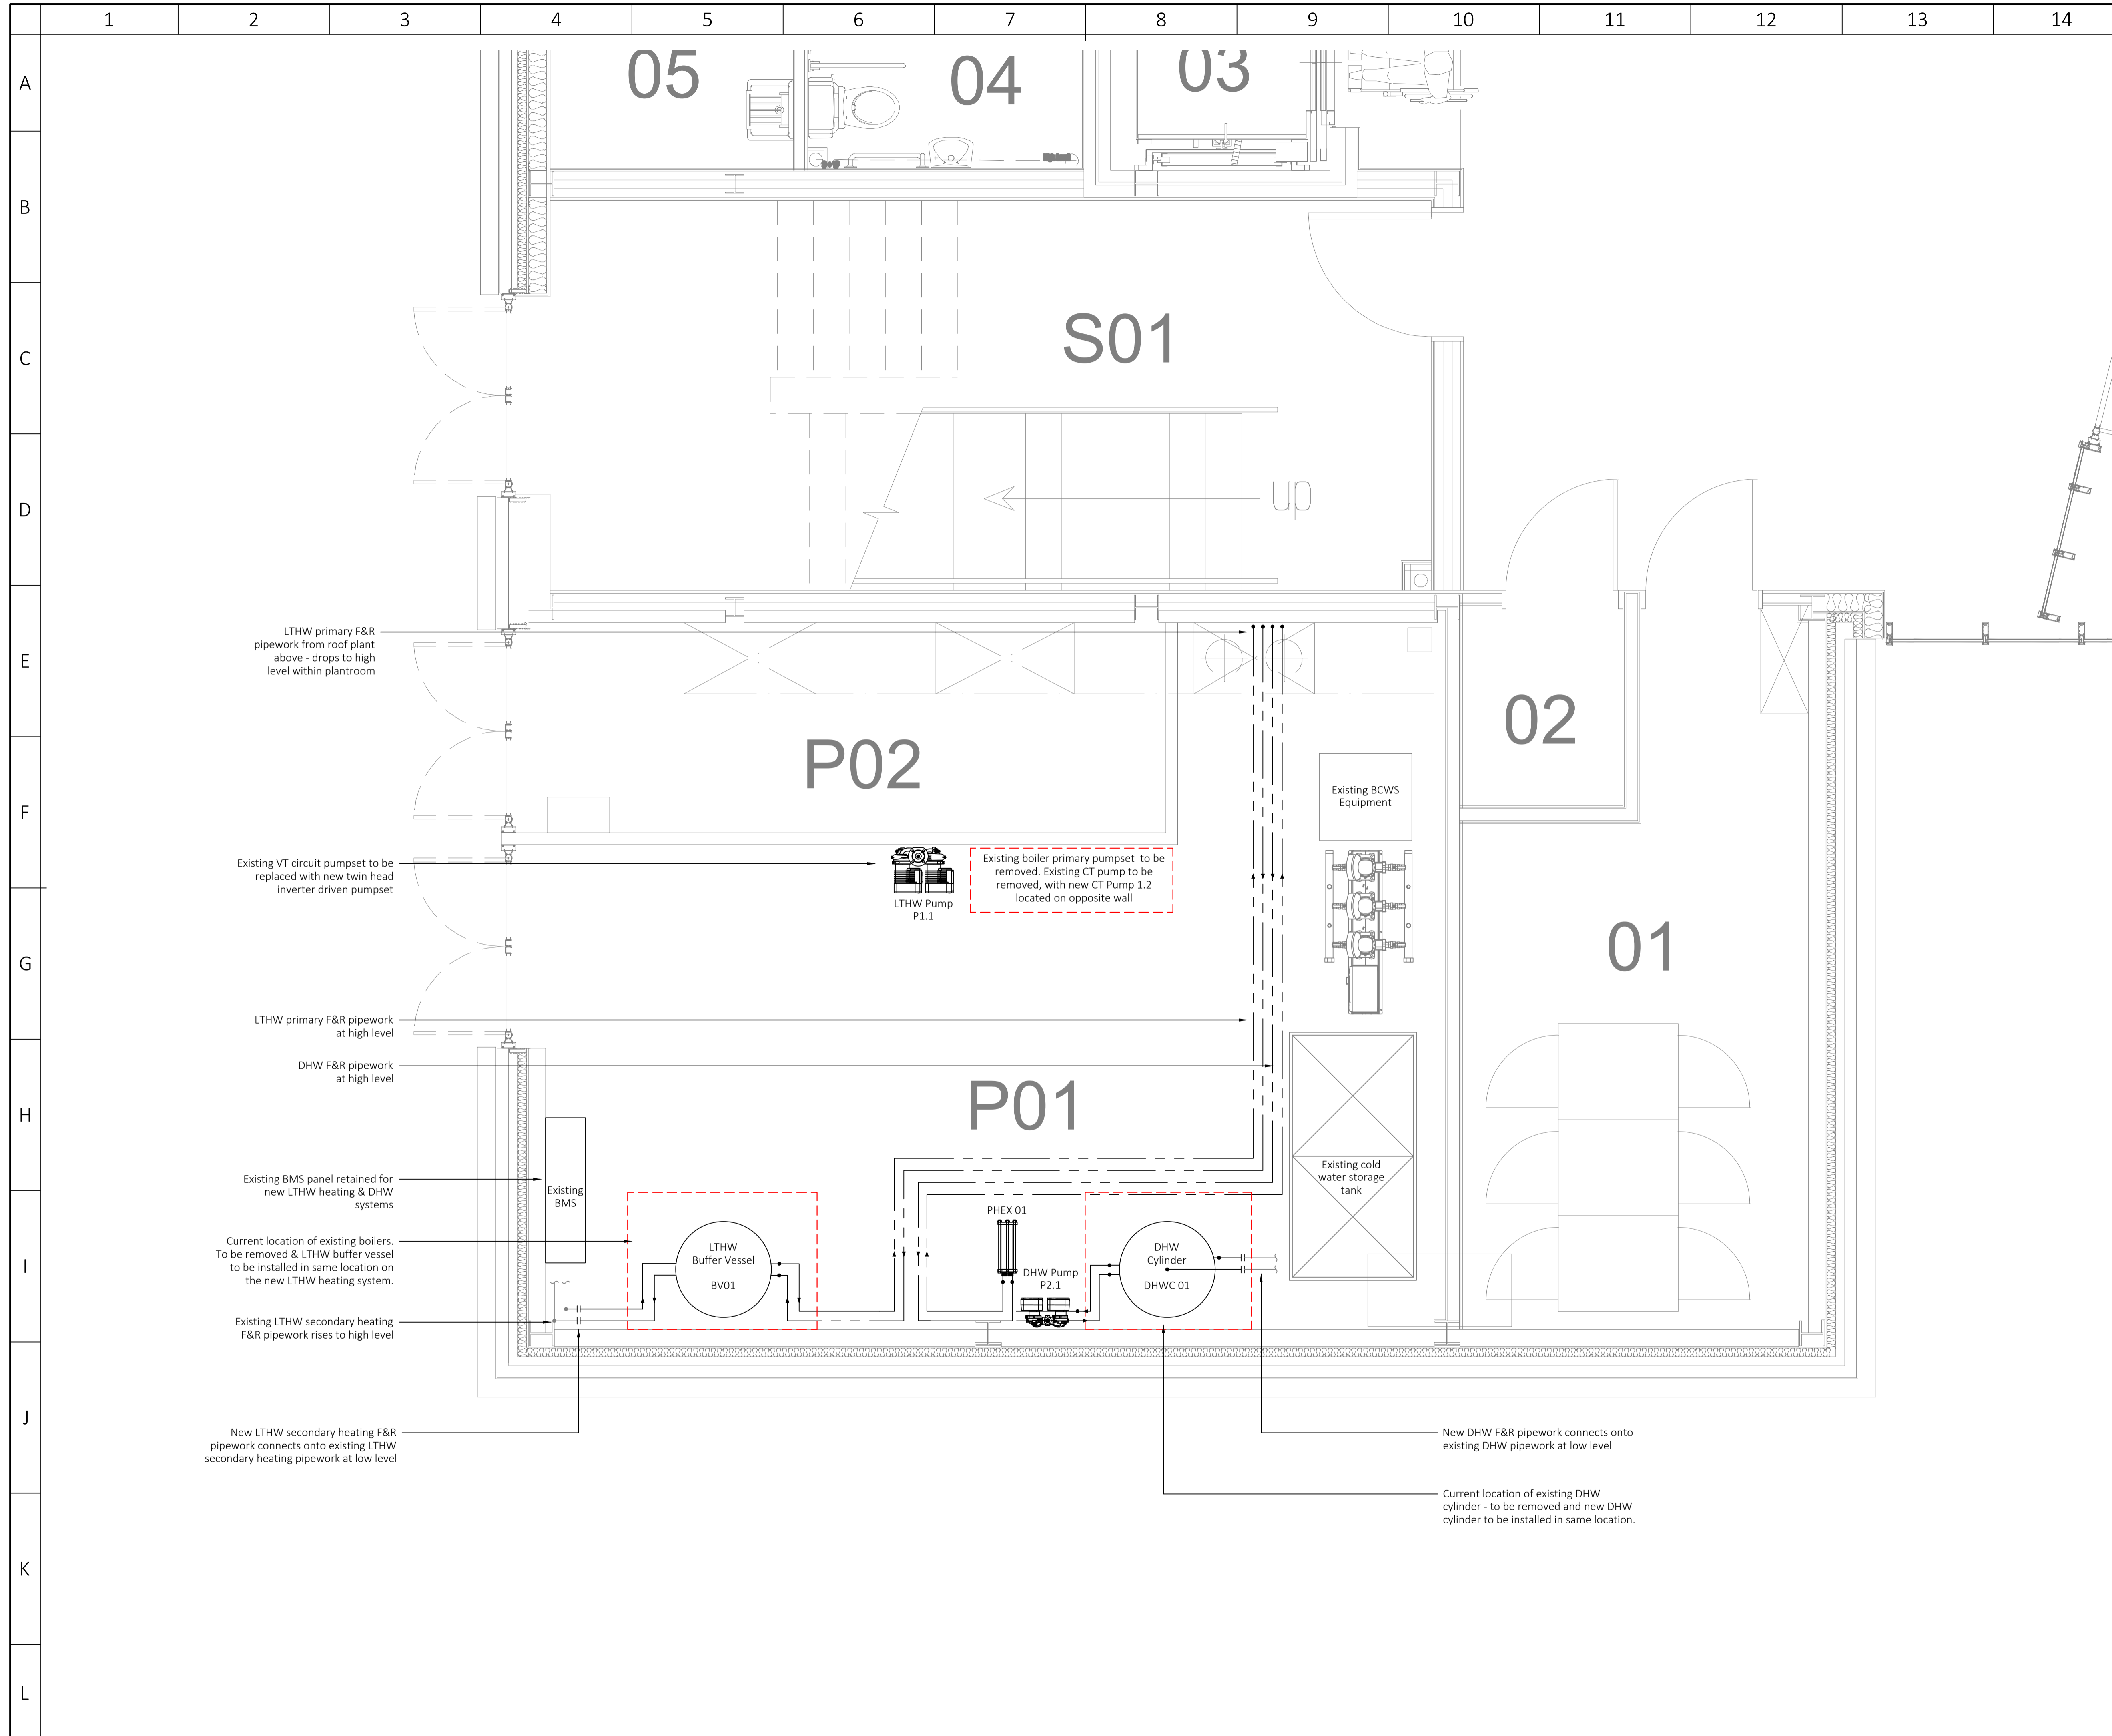 1 2 3 4 5 6 7 8 9 10 11 12 13 14
A
B
C
D
E
F
G
H
I
J
K
L
05
04
03
S01
up
LTHW primary F&R
pipework from roof plant
above - drops to high
level within plantroom
P02
02
Existing BCWS
Equipment
Existing VT circuit pumpset to be
replaced with new twin head
inverter driven pumpset
LTHW Pump
P1.1
Existing boiler primary pumpset to be
removed. Existing CT pump to be
removed, with new CT Pump 1.2
located on opposite wall
01
LTHW primary F&R pipework
at high level
DHW F&R pipework
at high level
P01
Existing BMS panel retained for
new LTHW heating & DHW
systems
Existing
BMS
Existing cold
water storage
tank
Current location of existing boilers.
To be removed & LTHW buffer vessel
to be installed in same location on
the new LTHW heating system.
LTHW
Buffer Vessel
BV01
PHEX 01
DHW Pump
P2.1
DHW
Cylinder
DHWC 01
Existing LTHW secondary heating
F&R pipework rises to high level
New LTHW secondary heating F&R
pipework connects onto existing LTHW
secondary heating pipework at low level
New DHW F&R pipework connects onto
existing DHW pipework at low level
Current location of existing DHW
cylinder - to be removed and new DHW
cylinder to be installed in same location.